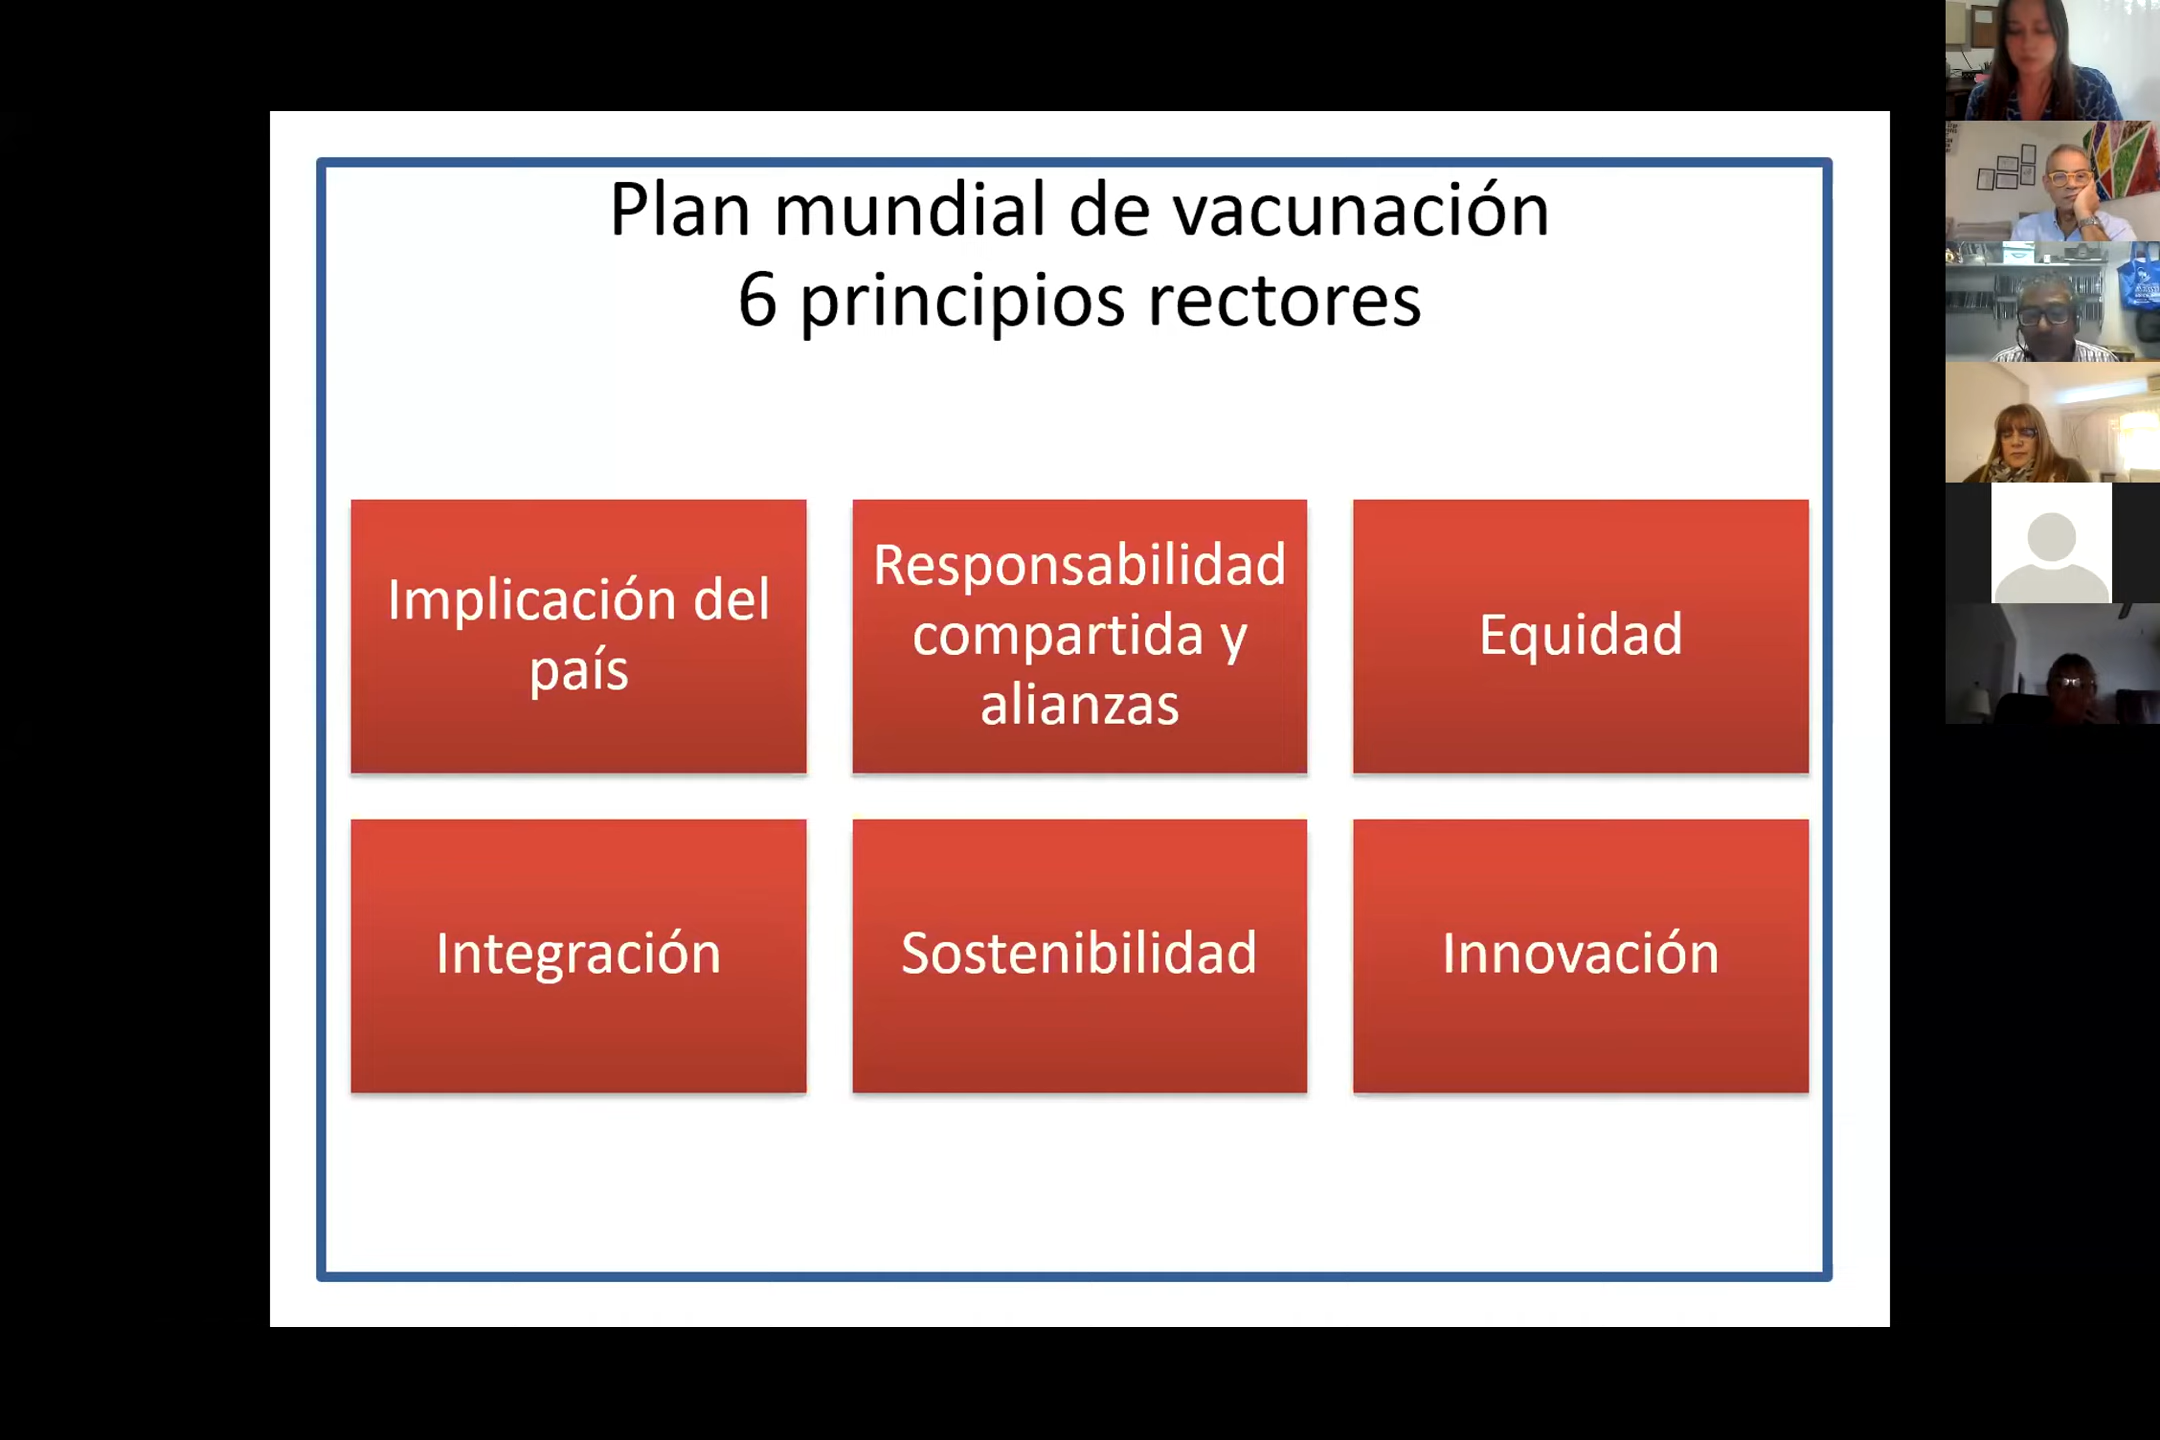 Plan mundial de vacunación
6 principios rectores
Implicación del
país
Responsabilidad
compartida y
alianzas
Equidad
Integración
Sostenibilidad
Innovación